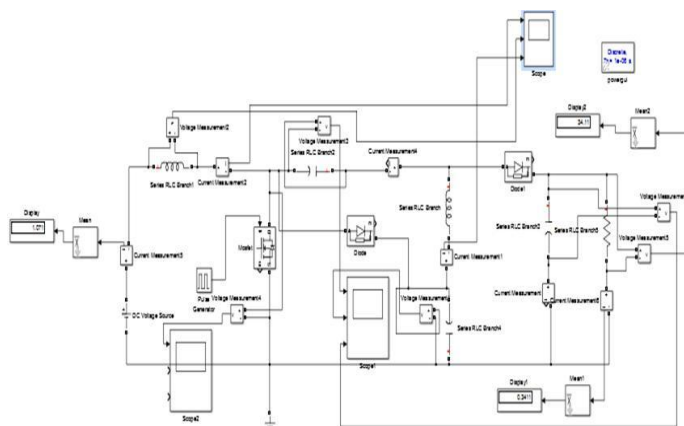 Scope
Discrete,
Ts = 1e-06 s
powergui
Display2
24.11
Mean2
Voltage Measurement2
Voltage Measurement3
Series RLC Branch3
Series RLC Branch1
Current Measurement2
Current Measurement4
Diode1
Series RLC Branch
Series RLC Branch2
Series RLC Branch5
Voltage Measurement5
Display
1.071
Mean
Current Measurement3
Mosfet
Diode
Current Measurement1
Pulse
Generator
Voltage Measurement4
Voltage Measurement
Current Measurement
Current Measurement5
DC Voltage Source
Series RLC Branch4
Scope2
Scope1
Display1
0.2411
Mean1